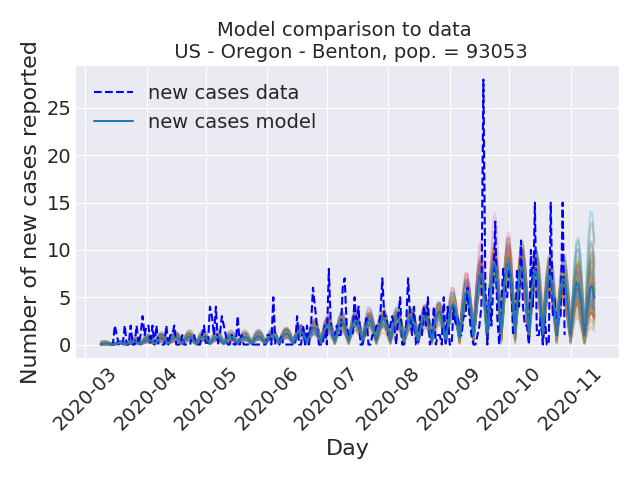 Model comparison to data
US - Oregon - Benton, pop. = 93053
Number of new cases reported
new cases data
new cases model
25
20
15
10
5
0
2020-03
2020-04
2020-05
2020-06
2020-07
2020-08
2020-09
2020-10
2020-11
Day